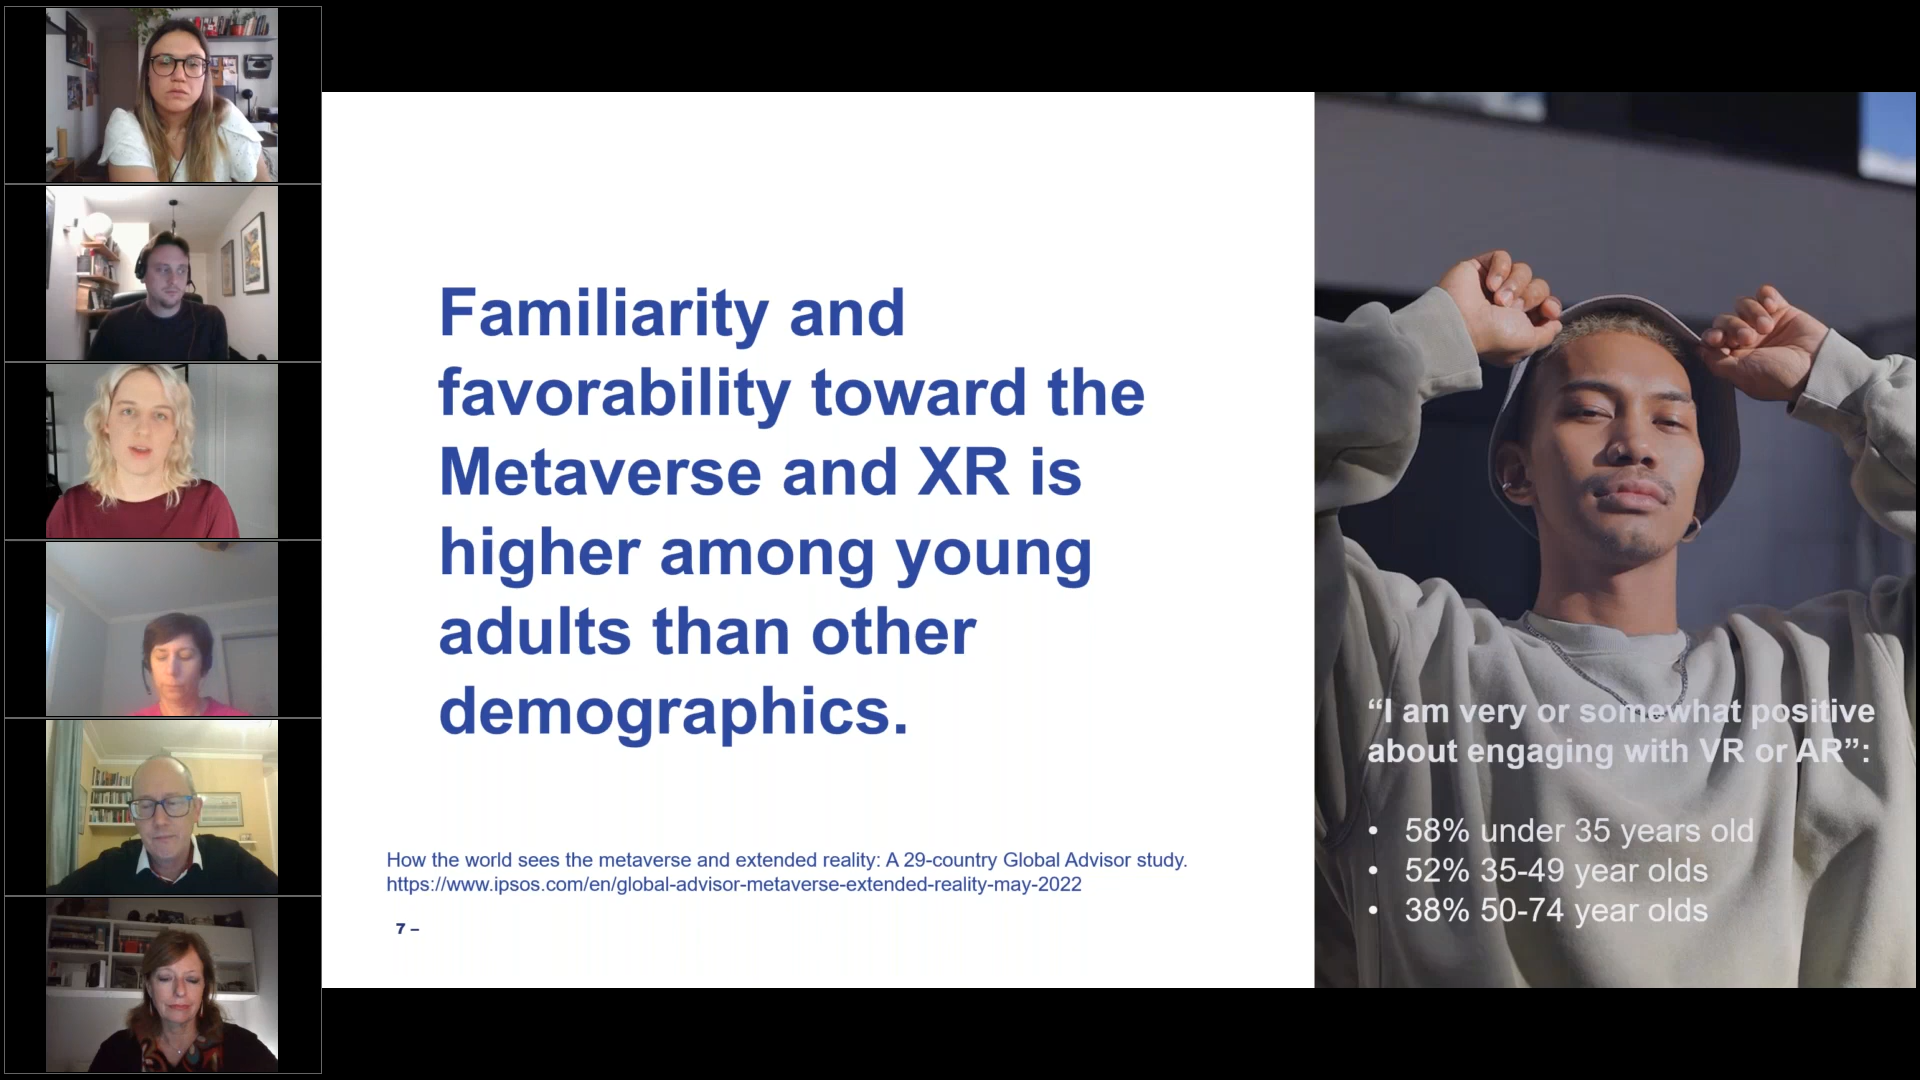 Familiarity and
favorability toward the
Metaverse and XR is
higher among young
adults than other
demographics.
How the world sees the metaverse and extended reality: A 29-country Global Advisor study.
https://www.ipsos.com/en/global-advisor-metaverse-extended-reality-may-2022
7 –
“I am very or somewhat positive
about engaging with VR or AR”:
• 58% under 35 years old
• 52% 35-49 year olds
• 38% 50-74 year olds